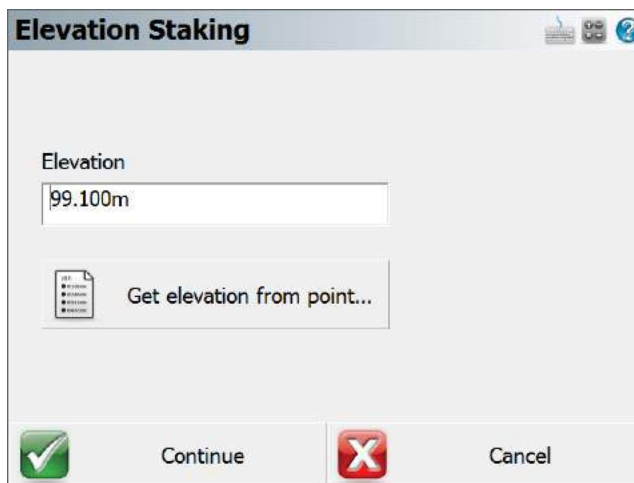 Elevation Staking
Elevation
99.100m
Get elevation from point...
Continue
Cancel